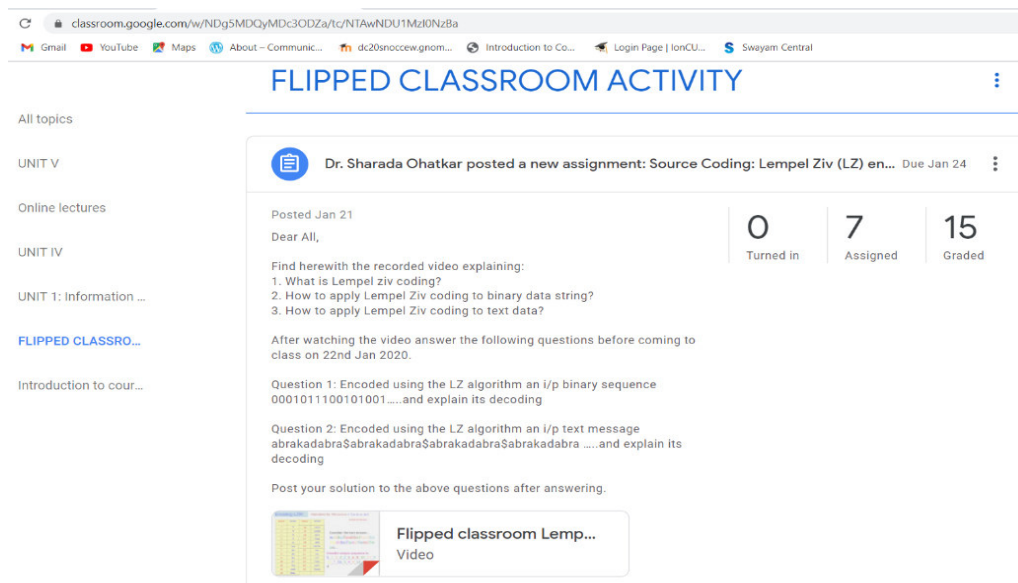 classroom.google.com/w/NDg5MDQyMDc3ODZa/tc/NTAwNDU1MzI0NzBa
Gmail YouTube Maps About – Communic... dc20snoccew.gnom... Introduction to Co... Login Page | IonCU... Swayam Central
FLIPPED CLASSROOM ACTIVITY
All topics
UNIT V
Online lectures
UNIT IV
UNIT 1: Information ...
FLIPPED CLASSRO...
Introduction to cour...
Dr. Sharada Ohatkar posted a new assignment: Source Coding: Lempel Ziv (LZ) en... Due Jan 24
Posted Jan 21
Dear All,
Find herewith the recorded video explaining:
1. What is Lempel ziv coding?
2. How to apply Lempel Ziv coding to binary data string?
3. How to apply Lempel Ziv coding to text data?
After watching the video answer the following questions before coming to
class on 22nd Jan 2020.
Question 1: Encoded using the LZ algorithm an i/p binary sequence
0001011100101001.....and explain its decoding
Question 2: Encoded using the LZ algorithm an i/p text message
abrakadabra$abrakadabra$abrakadabra$abrakadabra .....and explain its
decoding
Post your solution to the above questions after answering.
0 7 15
Turned in Assigned Graded
Flipped classroom Lemp...
Video